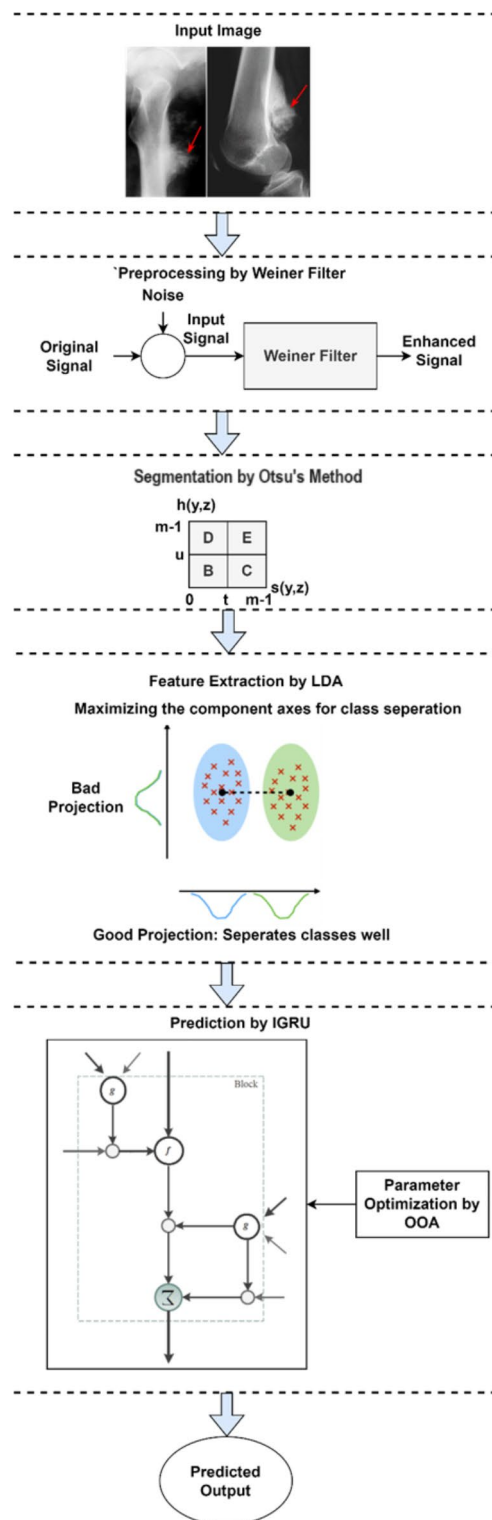 Input Image
`Preprocessing by Weiner Filter
Noise
Input
Signal
Original
Signal
Weiner Filter
Enhanced
Signal
Segmentation by Otsu's Method
h(y,z)
m-1
D
E
u
B
C
s(y,z)
0
t
m-1
Feature Extraction by LDA
Maximizing the component axes for class seperation
Bad
Projection
Good Projection: Seperates classes well
Prediction by IGRU
Block
g
f
g
Σ
Parameter
Optimization by
OOA
Predicted
Output